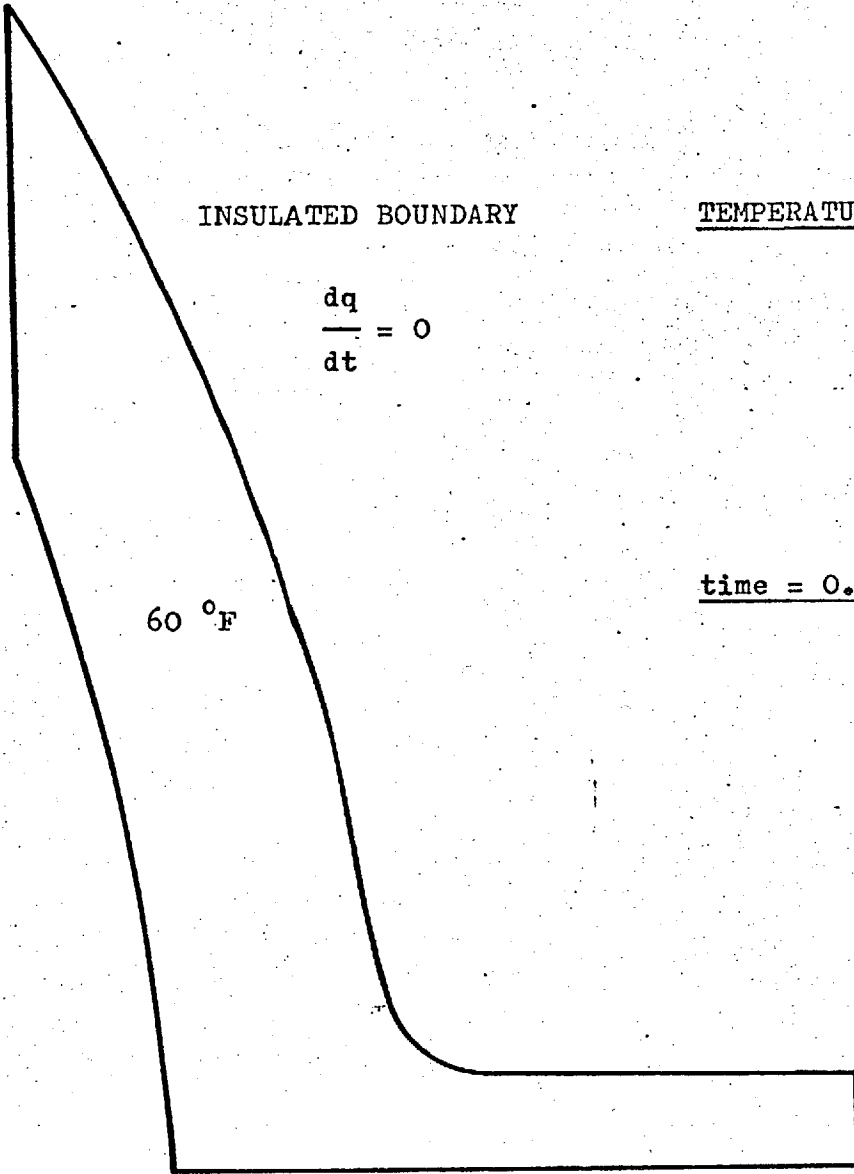 INSULATED BOUNDARY
TEMPERATU
dq
— = 0
dt
60 °F
time = 0.